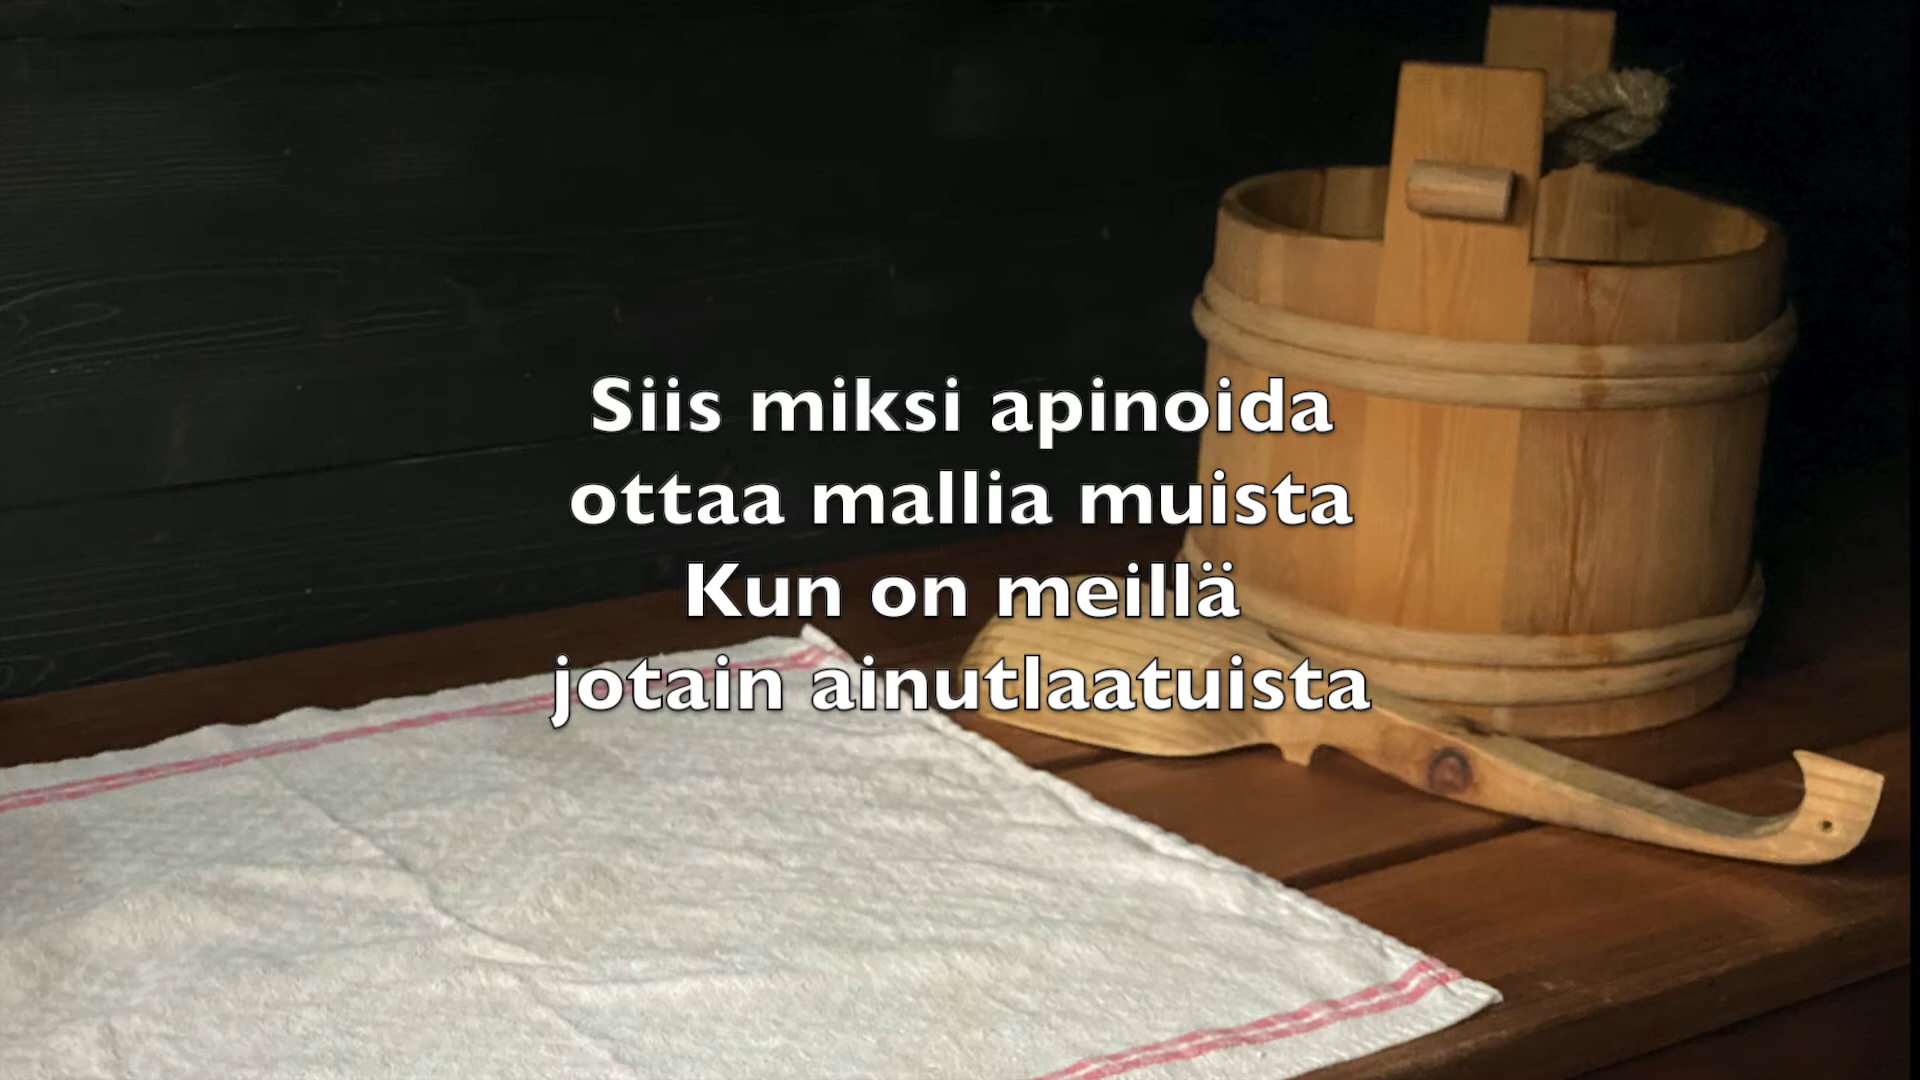 Siis miksi apinoida
ottaa mallia muista
Kun on meillä
jotain ainutlaatuista